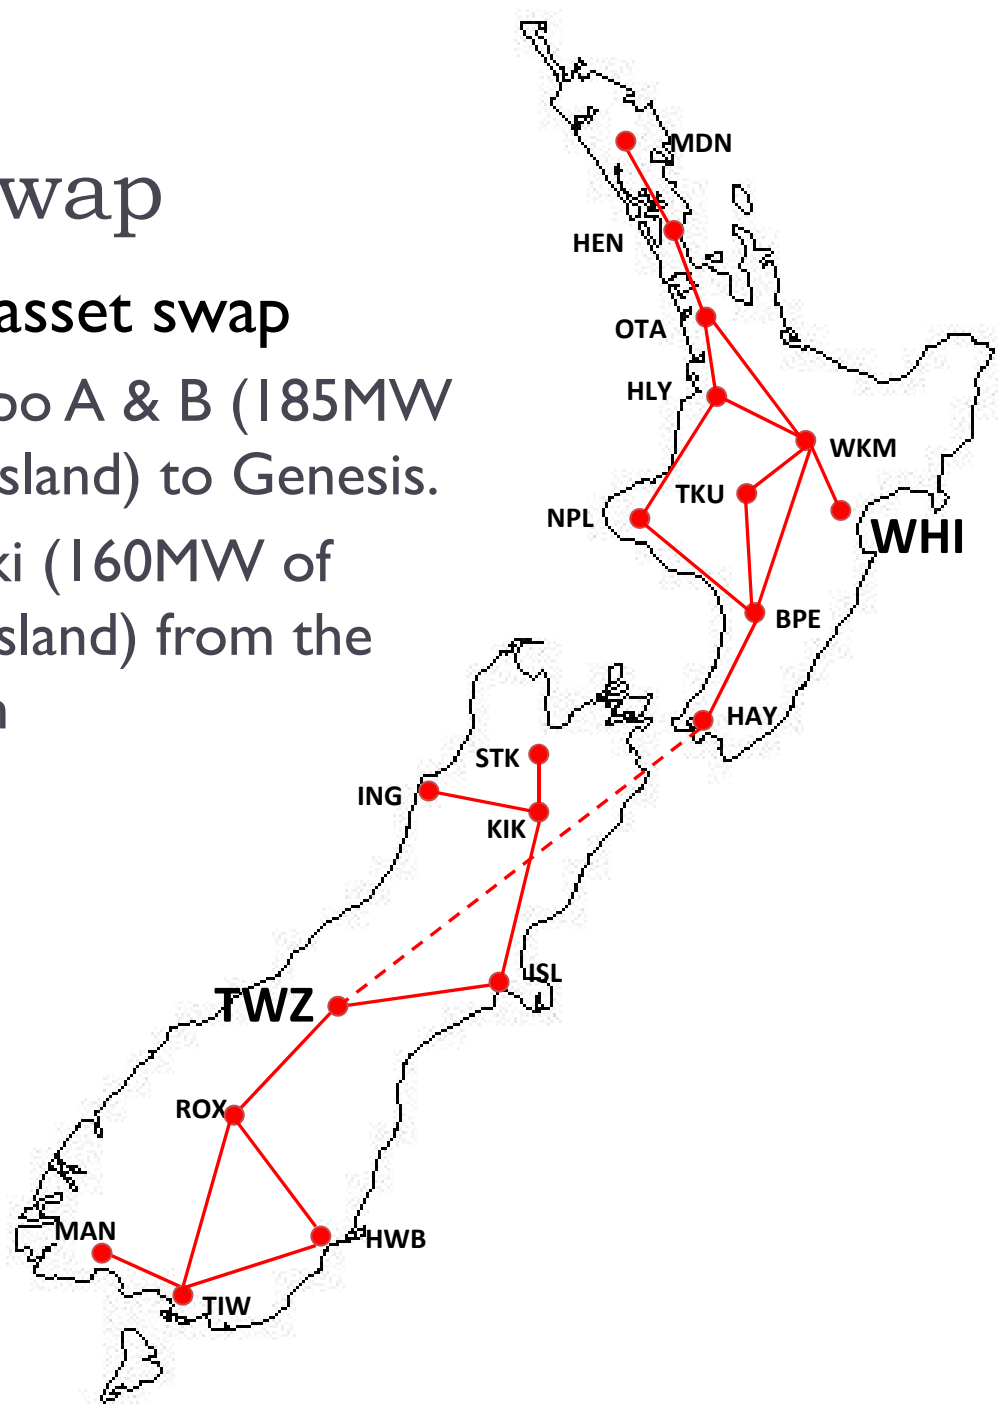 wap
asset swap
oo A & B (185MW
sland) to Genesis.
ki (160MW of
sland) from the
MDN
HEN
OTA
HLY
WKM
TKU
NPL
WHI
BPE
HAY
STK
ING
KIK
ISL
TWZ
ROX
MAN
HWB
TIW